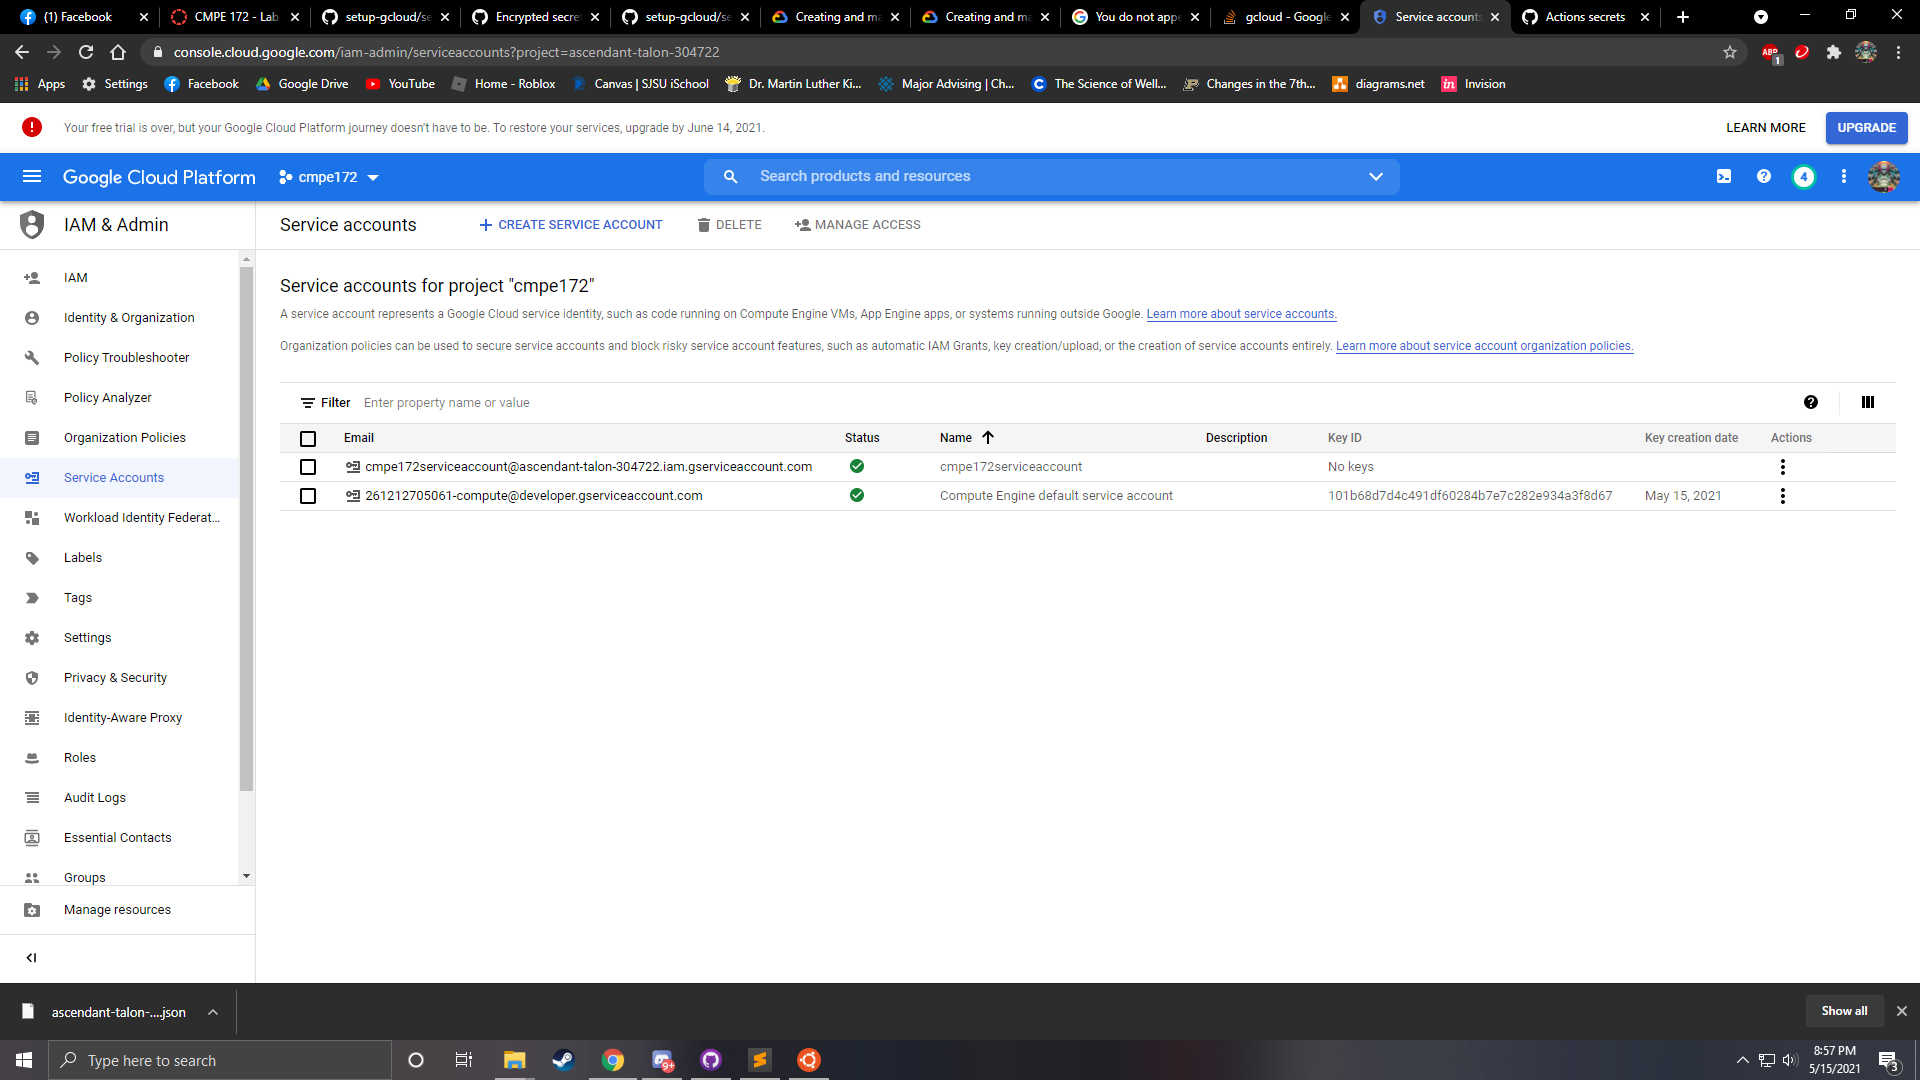 (1) Facebook
CMPE 172 - Lab
setup-gcloud/se
Encrypted secre
setup-gcloud/se
Creating and ma
Creating and ma
You do not appe
gcloud - Google
Service accounts
Actions secrets
console.cloud.google.com/iam-admin/serviceaccounts?project=ascendant-talon-304722
ABP
1
Apps
Settings
Facebook
Google Drive
YouTube
Home - Roblox
Canvas | SJSU iSchool
Dr. Martin Luther Ki...
Major Advising | Ch...
The Science of Well...
Changes in the 7th...
diagrams.net
in
Invision
Your free trial is over, but your Google Cloud Platform journey doesn't have to be. To restore your services, upgrade by June 14, 2021.
LEARN MORE
UPGRADE
Google Cloud Platform
cmpe172
Search products and resources
4
IAM & Admin
Service accounts
CREATE SERVICE ACCOUNT
DELETE
MANAGE ACCESS
IAM
Identity & Organization
Policy Troubleshooter
Policy Analyzer
Organization Policies
Service Accounts
Workload Identity Federat...
Labels
Tags
Settings
Privacy & Security
Identity-Aware Proxy
Roles
Audit Logs
Essential Contacts
Groups
Manage resources
Service accounts for project "cmpe172"
A service account represents a Google Cloud service identity, such as code running on Compute Engine VMs, App Engine apps, or systems running outside Google. Learn more about service accounts.
Organization policies can be used to secure service accounts and block risky service account features, such as automatic IAM Grants, key creation/upload, or the creation of service accounts entirely. Learn more about service account organization policies.
Filter Enter property name or value
Email Status Name Description Key ID Key creation date Actions
cmpe172serviceaccount@ascendant-talon-304722.iam.gserviceaccount.com cmpe172serviceaccount No keys
261212705061-compute@developer.gserviceaccount.com Compute Engine default service account 101b68d7d4c491df60284b7e7c282e934a3f8d67 May 15, 2021
ascendant-talon-....json
Show all
Type here to search
9+
8:57 PM
5/15/2021
3